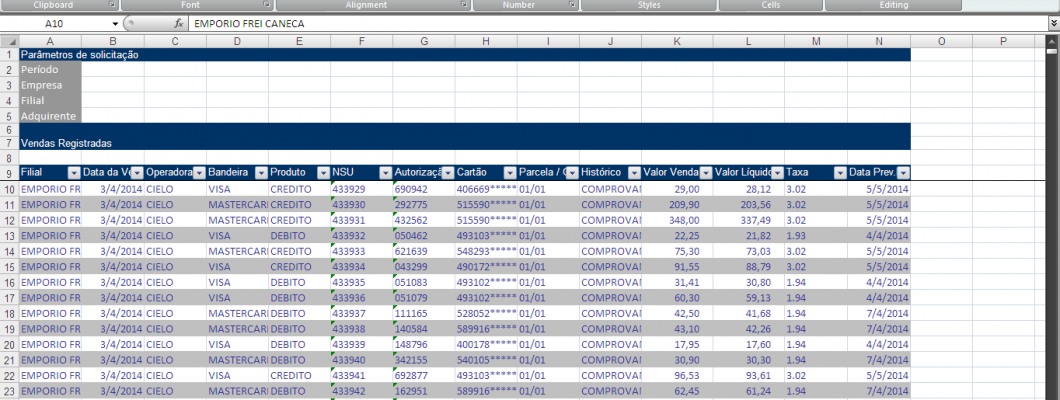 Clipboard Font Alignment Number Styles Cells Editing
A10 fx EMPORIO FREI CANECA
A B C D E F G H I J K L M N O P
1 Parâmetros de solicitação
2 Período
3 Empresa
4 Filial
5 Adquirente
6
7 Vendas Registradas
8
9 Filial Data da Ve Operadora Bandeira Produto NSU Autorizaçã Cartão Parcela / Histórico Valor Venda Valor Líquido Taxa Data Prev.
10 EMPORIO FR 3/4/2014 CIELO VISA CREDITO 433929 690942 406669***** 01/01 COMPROVAN 29,00 28,12 3.02 5/5/2014
11 EMPORIO FR 3/4/2014 CIELO MASTERCARI CREDITO 433930 292775 515590***** 01/01 COMPROVAN 209,90 203,56 3.02 5/5/2014
12 EMPORIO FR 3/4/2014 CIELO MASTERCARI CREDITO 433931 432562 515590***** 01/01 COMPROVAN 348,00 337,49 3.02 5/5/2014
13 EMPORIO FR 3/4/2014 CIELO VISA DEBITO 433932 050462 493103***** 01/01 COMPROVAN 22,25 21,82 1.93 4/4/2014
14 EMPORIO FR 3/4/2014 CIELO MASTERCARI CREDITO 433933 621639 548293***** 01/01 COMPROVAN 75,30 73,03 3.02 5/5/2014
15 EMPORIO FR 3/4/2014 CIELO VISA CREDITO 433934 043299 490172***** 01/01 COMPROVAN 91,55 88,79 3.02 5/5/2014
16 EMPORIO FR 3/4/2014 CIELO VISA DEBITO 433935 051083 493102***** 01/01 COMPROVAN 31,41 30,80 1.94 4/4/2014
17 EMPORIO FR 3/4/2014 CIELO VISA DEBITO 433936 051079 493102***** 01/01 COMPROVAN 60,30 59,13 1.94 4/4/2014
18 EMPORIO FR 3/4/2014 CIELO MASTERCARI DEBITO 433937 111165 528052***** 01/01 COMPROVAN 42,50 41,68 1.94 7/4/2014
19 EMPORIO FR 3/4/2014 CIELO MASTERCARI DEBITO 433938 140584 589916***** 01/01 COMPROVAN 43,10 42,26 1.94 7/4/2014
20 EMPORIO FR 3/4/2014 CIELO VISA DEBITO 433939 148796 400178***** 01/01 COMPROVAN 17,95 17,60 1.94 4/4/2014
21 EMPORIO FR 3/4/2014 CIELO MASTERCARI DEBITO 433940 342155 540105***** 01/01 COMPROVAN 30,90 30,30 1.94 7/4/2014
22 EMPORIO FR 3/4/2014 CIELO VISA CREDITO 433941 692877 493103***** 01/01 COMPROVAN 96,53 93,61 3.02 5/5/2014
23 EMPORIO FR 3/4/2014 CIELO MASTERCARI DEBITO 433942 162951 589916***** 01/01 COMPROVAN 62,45 61,24 1.94 7/4/2014